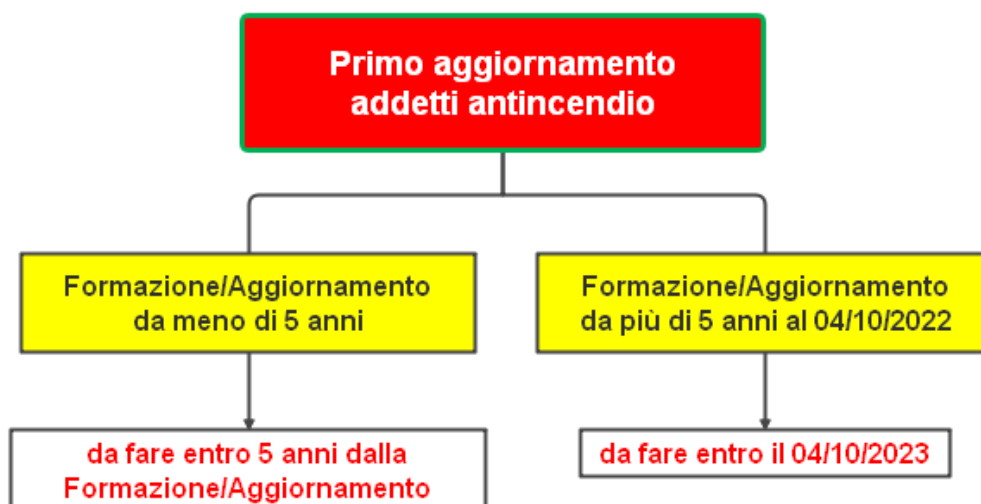 Primo aggiornamento
addetti antincendio
Formazione/Aggiornamento
da meno di 5 anni
Formazione/Aggiornamento
da più di 5 anni al 04/10/2022
da fare entro 5 anni dalla
Formazione/Aggiornamento
da fare entro il 04/10/2023